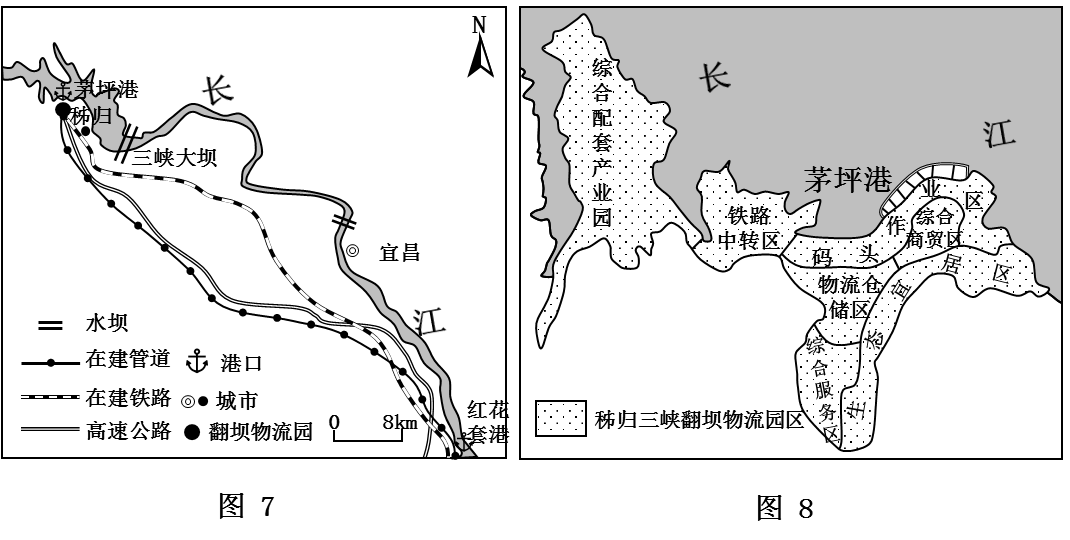 N
长
茅坪港
秭归
三峡大坝
宜昌
江
水坝
在建管道
港口
在建铁路
城市
高速公路
翻坝物流园
0 8km
红花
套港
图 7
长
江
综合配套产业园
茅坪港
铁路
中转区
码头作业区
综合
商贸区
物流仓
储区
生态宜居区
综合服务区
秭归三峡翻坝物流园区
图 8